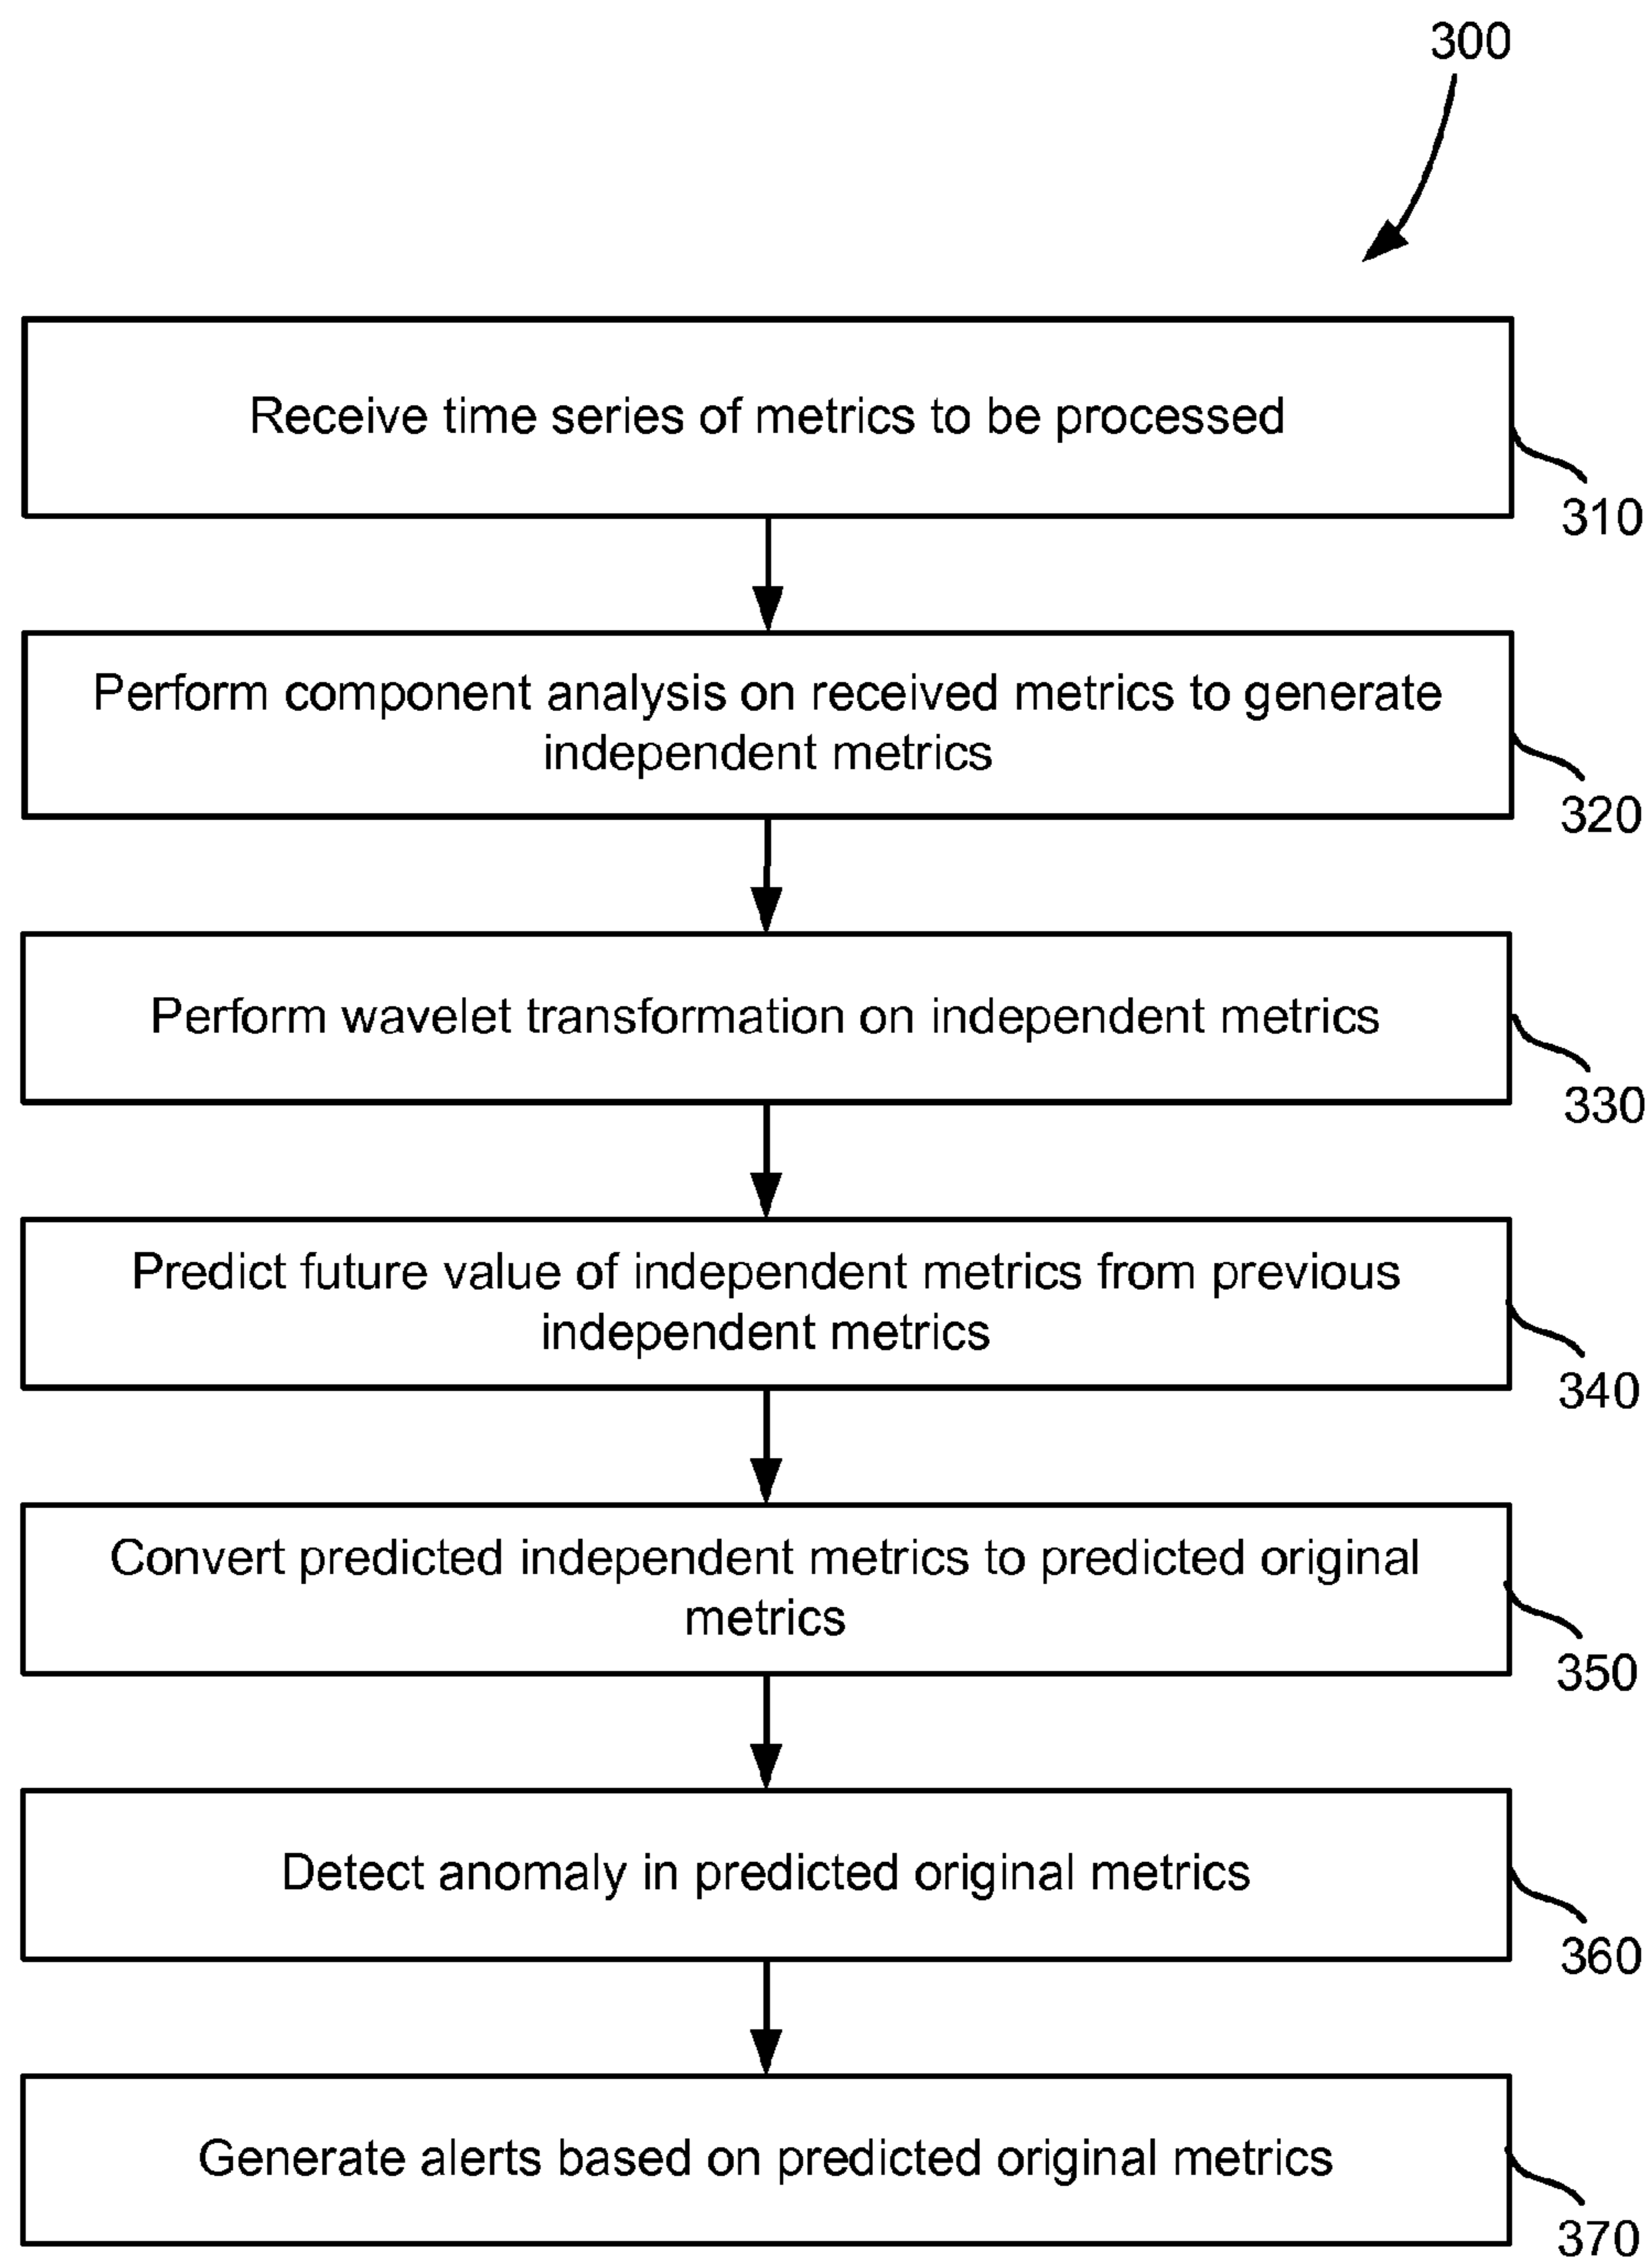 300
Receive time series of metrics to be processed
310
Perform component analysis on received metrics to generate
independent metrics
320
Perform wavelet transformation on independent metrics
330
Predict future value of independent metrics from previous
independent metrics
340
Convert predicted independent metrics to predicted original
metrics
350
Detect anomaly in predicted original metrics
360
Generate alerts based on predicted original metrics
370